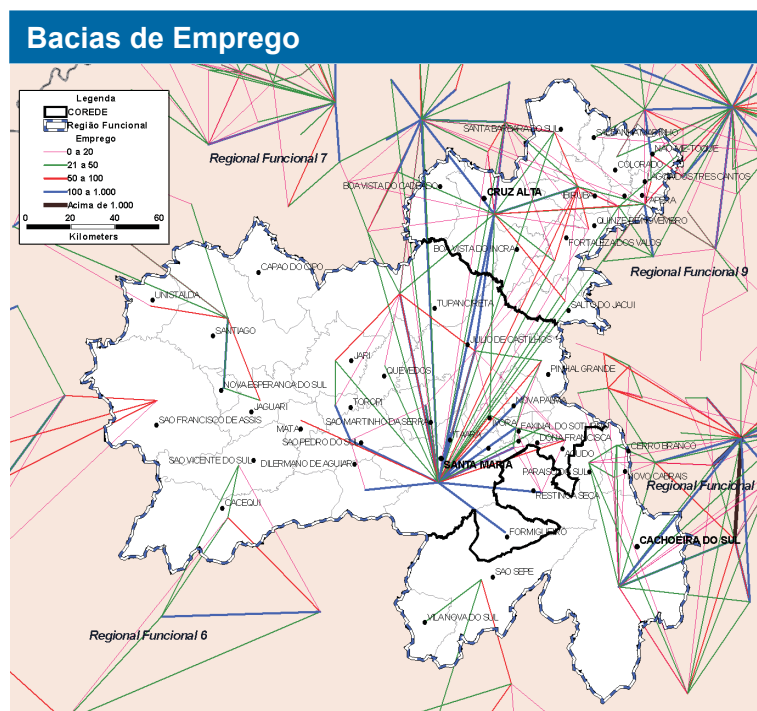 Bacias de Emprego
Legenda
COREDE
Região Funcional
Emprego
0 a 20
21 a 50
50 a 100
100 a 1.000
Acima de 1.000
0 20 40 60
Kilometers
Regional Funcional 7
SANTA BARBARA DO SUL
NAO-ME-TOQUE
COLORADO
BOA VISTA DO CADEADO
CRUZ ALTA
IBIRUBA
TAPERA
QUINZE DE NOVEMBRO
FORTALEZA DOS VALOS
BOA VISTA DO INCRA
Regional Funcional 9
CAPAO DO CIPO
UNISTALDA
TUPANCIRETA
SALTO DO JACUI
SANTIAGO
JULIO DE CASTILHOS
JARI
QUEVEDOS
PINHAL GRANDE
NOVA ESPERANCA DO SUL
JAGUARI
TOROPI
NOVA PALMA
SAO FRANCISCO DE ASSIS
MATA
SAO MARTINHO DA SERRA
IVORA
FAXINAL DO SOTURNO
SAO PEDRO DO SUL
ITAARA
DONA FRANCISCA
AGUDO
CERRO BRANCO
SAO VICENTE DO SUL
DILERMANO DE AGUIAR
SANTA MARIA
PARAISO DO SUL
NOVO CABRAIS
RESTINGA SECA
Regional Funcional
CACEQUI
FORMIGUEIRO
CACHOEIRA DO SUL
SAO SEPE
VILA NOVA DO SUL
Regional Funcional 6